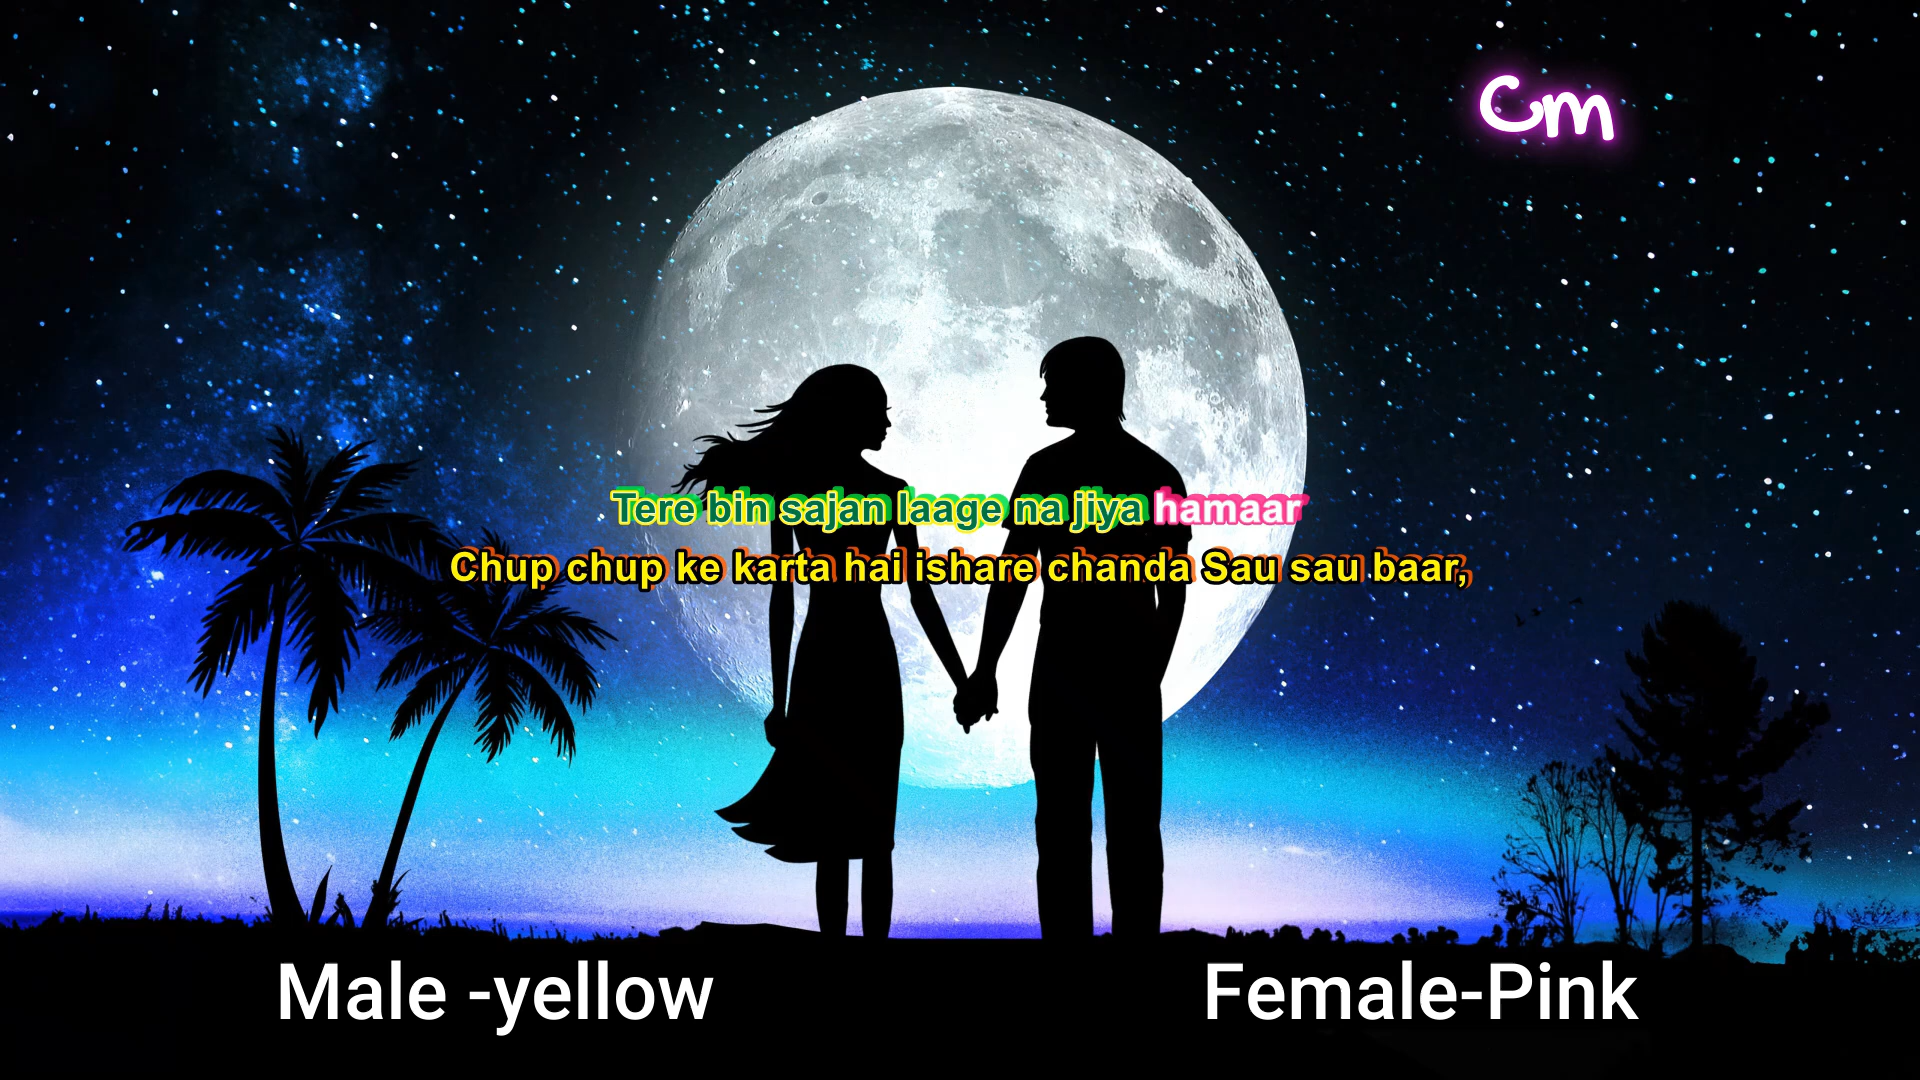 Cm
Tere bin sajan laage na jiya hamaar
Chup chup ke karta hai ishare chanda Sau sau baar,
Male -yellow
Female-Pink